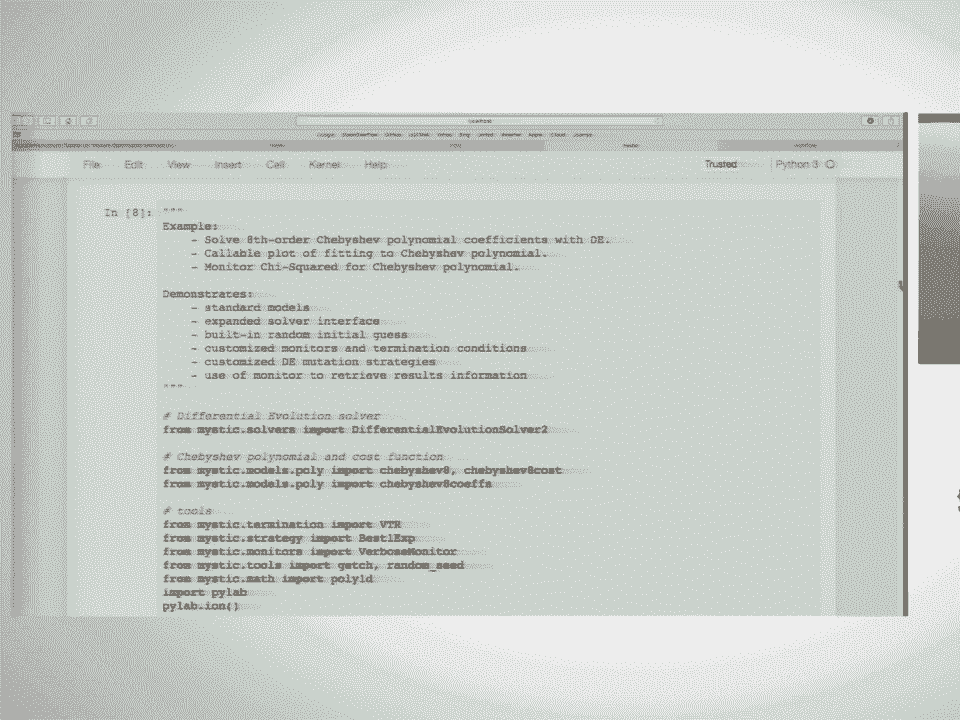 File Edit View Insert Cell Kernel Help Trusted Python 3
In [8]: """
Example:
- Solve 8th-order Chebyshev polynomial coefficients with DE.
- Callable plot of fitting to Chebyshev polynomial.
- Monitor Chi-Squared for Chebyshev polynomial.
Demonstrates:
- standard models
- expanded solver interface
- built-in random initial guess
- customized monitors and termination conditions
- customized DE mutation strategies
- use of monitor to retrieve results information
"""
# Differential Evolution solver
from mystic.solvers import DifferentialEvolutionSolver2
# Chebyshev polynomial and cost function
from mystic.models.poly import chebyshev8, chebyshev8cost
from mystic.models.poly import chebyshev8coeffs
# tools
from mystic.termination import VTR
from mystic.strategy import Best1Exp
from mystic.monitors import VerboseMonitor
from mystic.tools import getch, random_seed
from mystic.math import poly1d
import pylab
pylab.ion()